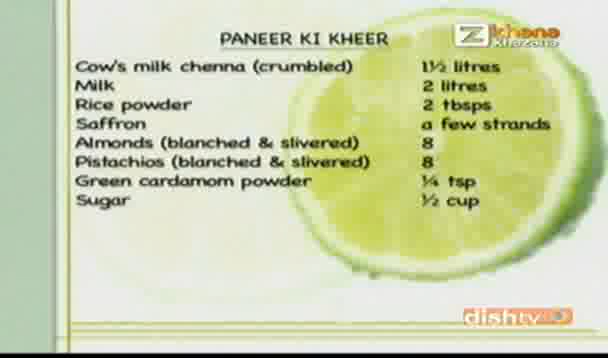 Z khana
khazana
PANEER KI KHEER
Cow's milk chenna (crumbled) 1½ litres
Milk 2 litres
Rice powder 2 tbsps
Saffron a few strands
Almonds (blanched & slivered) 8
Pistachios (blanched & slivered) 8
Green cardamom powder ¼ tsp
Sugar ½ cup
dishtv